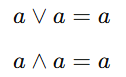 a ∨ a = a
a ∧ a = a